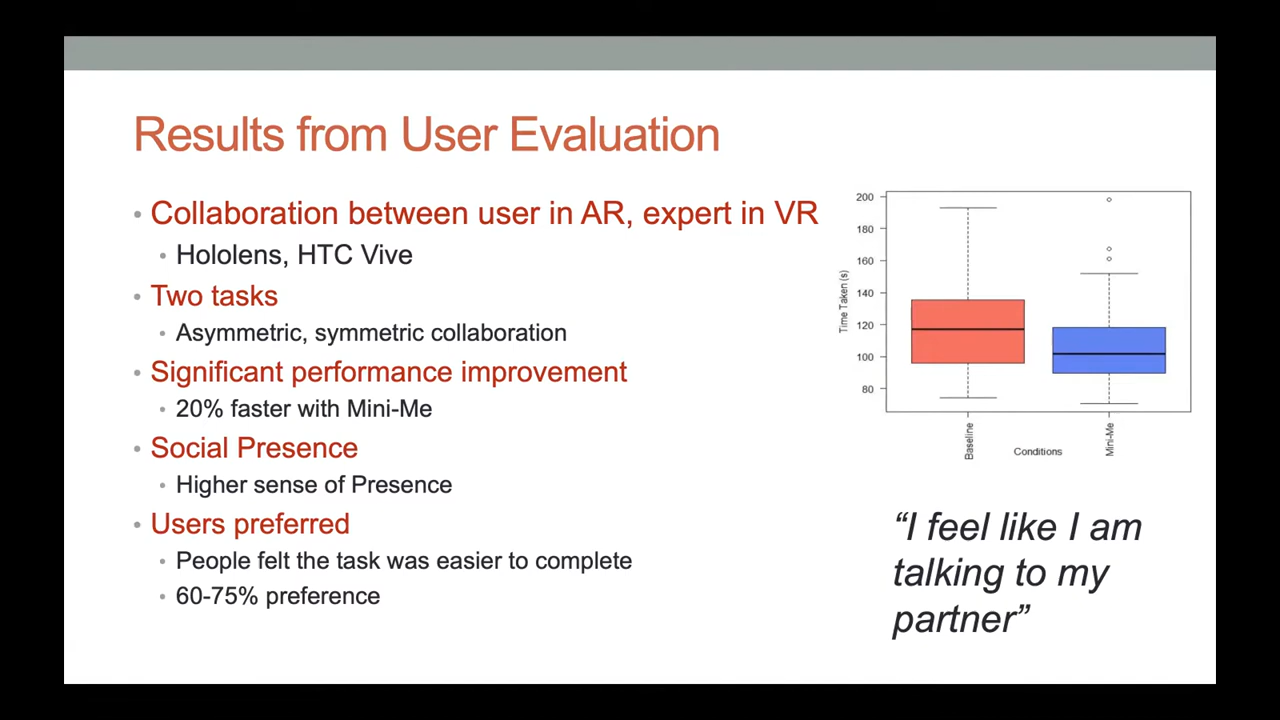 Results from User Evaluation
• Collaboration between user in AR, expert in VR
• Hololens, HTC Vive
• Two tasks
• Asymmetric, symmetric collaboration
• Significant performance improvement
• 20% faster with Mini-Me
• Social Presence
• Higher sense of Presence
• Users preferred
• People felt the task was easier to complete
• 60-75% preference
200
180
160
140
120
100
80
Time Taken (s)
Baseline
Conditions
Mini-Me
“I feel like I am
talking to my
partner”